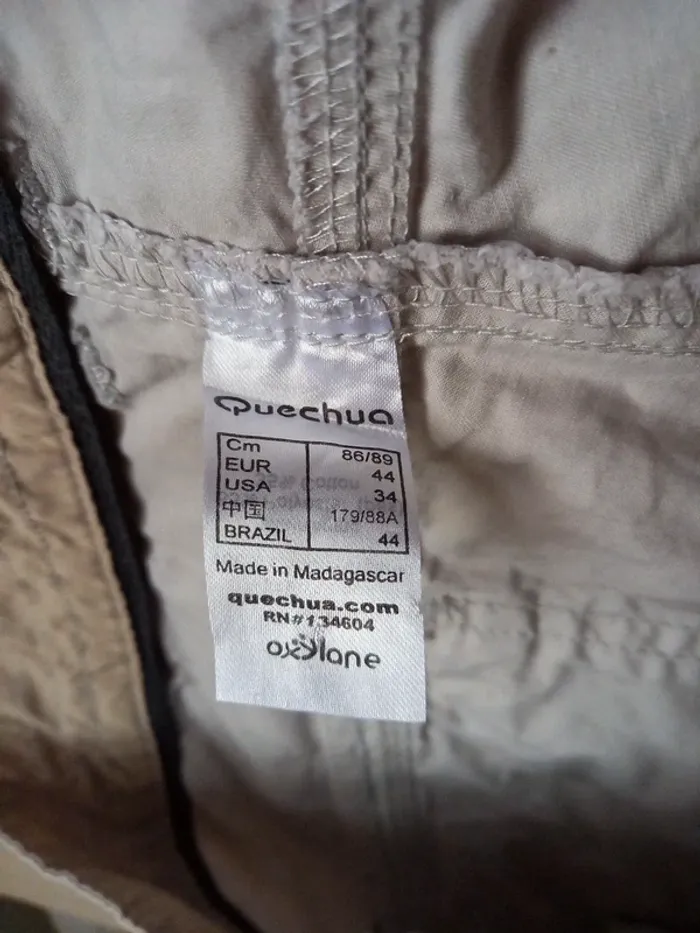 Quechua
Cm 86/89
EUR 44
USA 34
中国 179/88A
BRAZIL 44
Made in Madagascar
quechua.com
RN#134604
oxylane